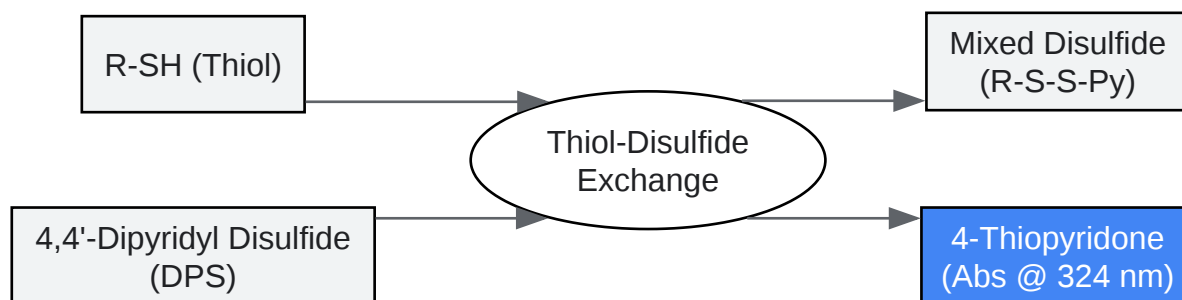 R-SH (Thiol)
Mixed Disulfide
(R-S-S-Py)
Thiol-Disulfide
Exchange
4,4'-Dipyridyl Disulfide
(DPS)
4-Thiopyridone
(Abs @ 324 nm)